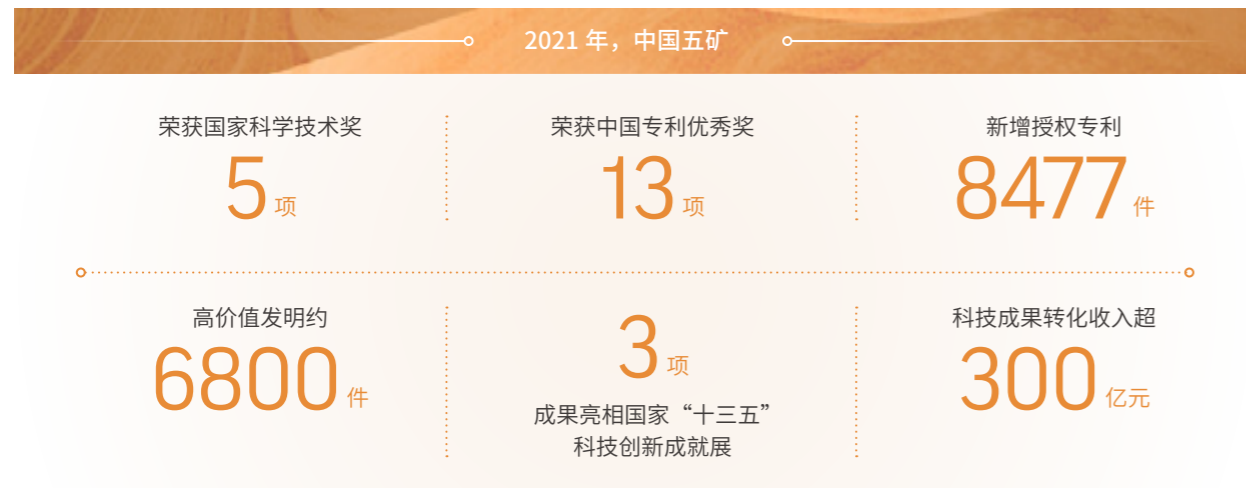 2021 年，中国五矿
荣获国家科学技术奖
5 项
荣获中国专利优秀奖
13 项
新增授权专利
8477 件
高价值发明约
6800 件
3 项
成果亮相国家“十三五”
科技创新成就展
科技成果转化收入超
300 亿元